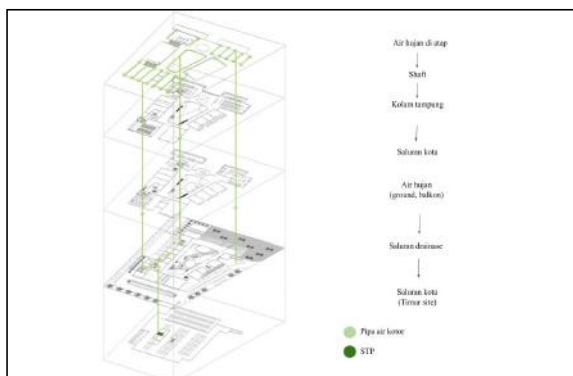 Air hujan di atap
Shaft
Kolam tampung
Saluran kota
Air hujan
(ground, balkon)
Saluran drainase
Saluran kota
(Timur site)
Pipa air kotor
STP